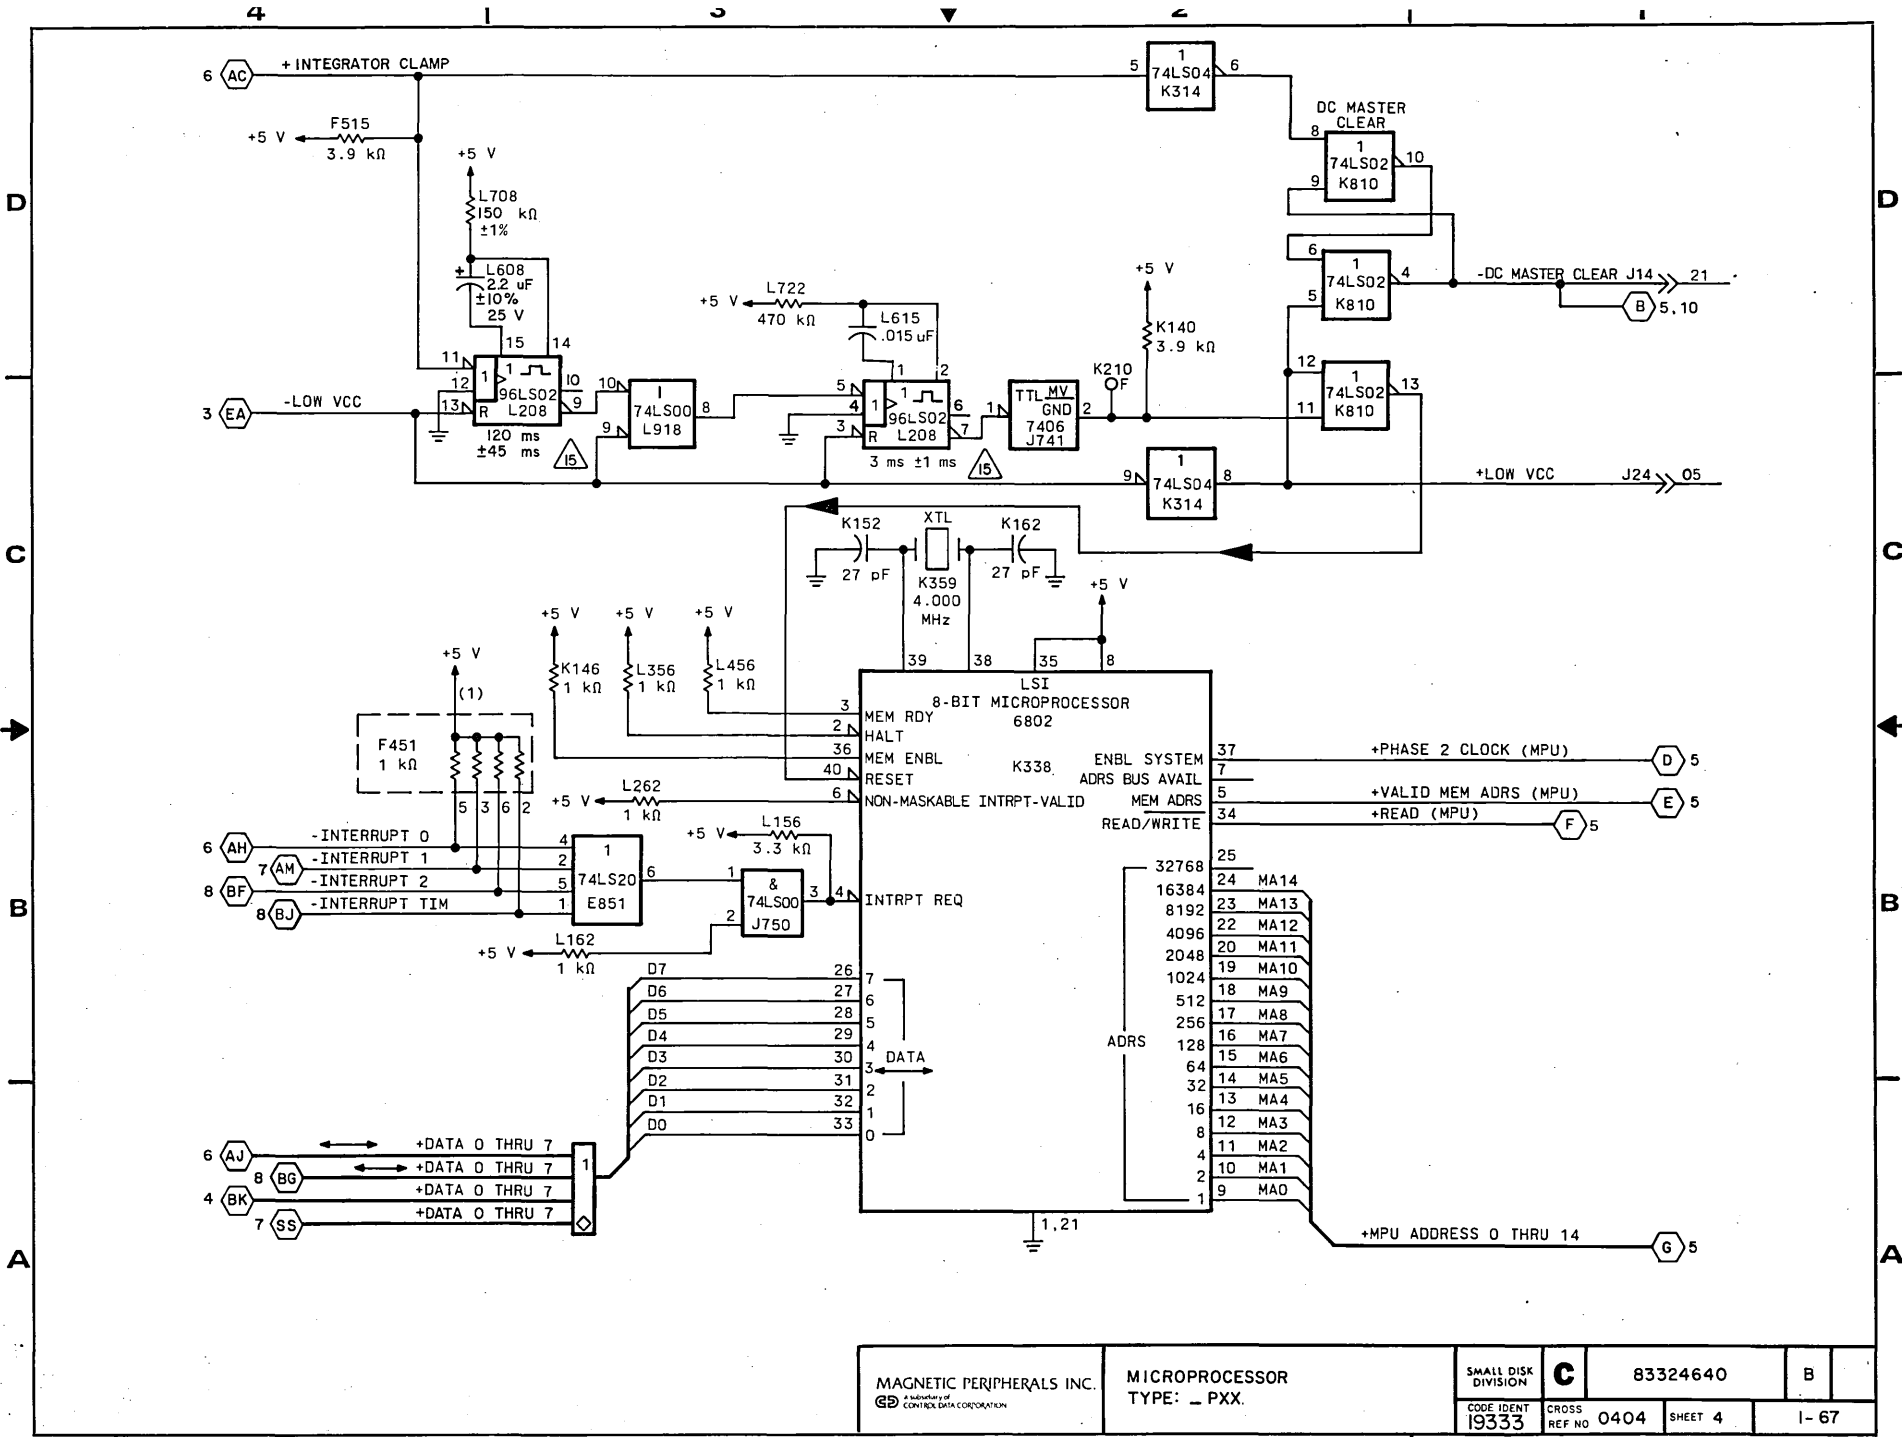 4 3 2 1
6 AC + INTEGRATOR CLAMP
5 1 74LS04 K314 6
F515
+5 V 3.9 kΩ
+5 V
L708
150 kΩ
±1%
+ L608
2.2 uF
±10%
25 V
15 14
11 12 13 R 1 1 96LS02 L208 10 9
120 ms
±45 ms
15
3 EA -LOW VCC
10 9 1 74LS00 L918 8
+5 V L722
470 kΩ
L615
.015uF
1 2
5 4 3 R 1 1 96LS02 L208 6 7
3 ms ±1 ms
15
1 TTL MV GND 7406 J741 2
K210
F
+5 V
K140
3.9 kΩ
DC MASTER
CLEAR
8 9 1 74LS02 K810 10
6 5 1 74LS02 K810 4
-DC MASTER CLEAR J14 21
B 5,10
12 11 1 74LS02 K810 13
9 1 74LS04 K314 8
+LOW VCC J24 05
K152
27 pF
XTL
K359
4.000
MHz
K162
27 pF
+5 V
39 38 35 8
LSI
8-BIT MICROPROCESSOR
6802
K338
+5 V +5 V +5 V
K146 1 kΩ
L356 1 kΩ
L456 1 kΩ
3 MEM RDY
2 HALT
36 MEM ENBL
40 RESET
6 NON-MASKABLE INTRPT-VALID
+5 V L262
1 kΩ
+5 V
(1)
F451
1 kΩ
5 3 6 2
6 AH -INTERRUPT 0 4
7 AM -INTERRUPT 1 2
8 BF -INTERRUPT 2 5
8 BJ -INTERRUPT TIM 1
1 74LS20 E851 6
+5 V L156
3.3 kΩ
1 2 & 74LS00 J750 3
4 INTRPT REQ
+5 V L162
1 kΩ
ENBL SYSTEM 37 +PHASE 2 CLOCK (MPU) D 5
ADRS BUS AVAIL 7
MEM ADRS 5 +VALID MEM ADRS (MPU) E 5
READ/WRITE 34 +READ (MPU) F 5
D7 26 7
D6 27 6
D5 28 5
D4 29 4
D3 30 3
D2 31 2
D1 32 1
D0 33 0
DATA
ADRS
32768 25
16384 24 MA14
8192 23 MA13
4096 22 MA12
2048 20 MA11
1024 19 MA10
512 18 MA9
256 17 MA8
128 16 MA7
64 15 MA6
32 14 MA5
16 13 MA4
8 12 MA3
4 11 MA2
2 10 MA1
1 9 MA0
6 AJ +DATA 0 THRU 7
8 BG +DATA 0 THRU 7
4 BK +DATA 0 THRU 7
7 SS +DATA 0 THRU 7
1
1,21
+MPU ADDRESS 0 THRU 14 G 5
D D
C C
B B
A A
MAGNETIC PERIPHERALS INC.
a subsidiary of
CONTROL DATA CORPORATION
MICROPROCESSOR
TYPE: _ PXX.
SMALL DISK
DIVISION
C 83324640 B
CODE IDENT
19333
CROSS
REF NO 0404
SHEET 4
1-67